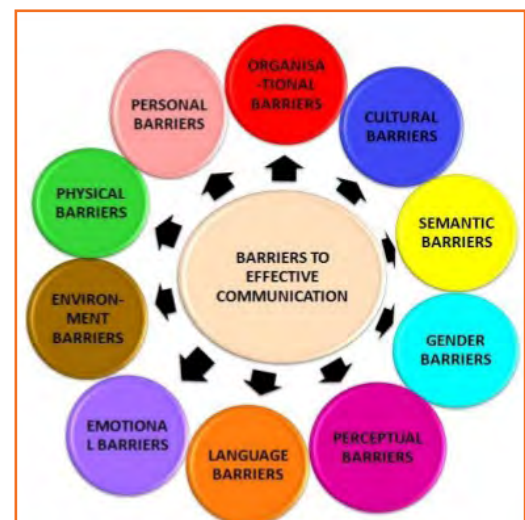 ORGANISA
-TIONAL
BARRIERS
CULTURAL
BARRIERS
SEMANTIC
BARRIERS
GENDER
BARRIERS
PERCEPTUAL
BARRIERS
LANGUAGE
BARRIERS
EMOTIONA
L BARRIERS
ENVIRON-
MENT
BARRIERS
PHYSICAL
BARRIERS
PERSONAL
BARRIERS
BARRIERS TO
EFFECTIVE
COMMUNICATION